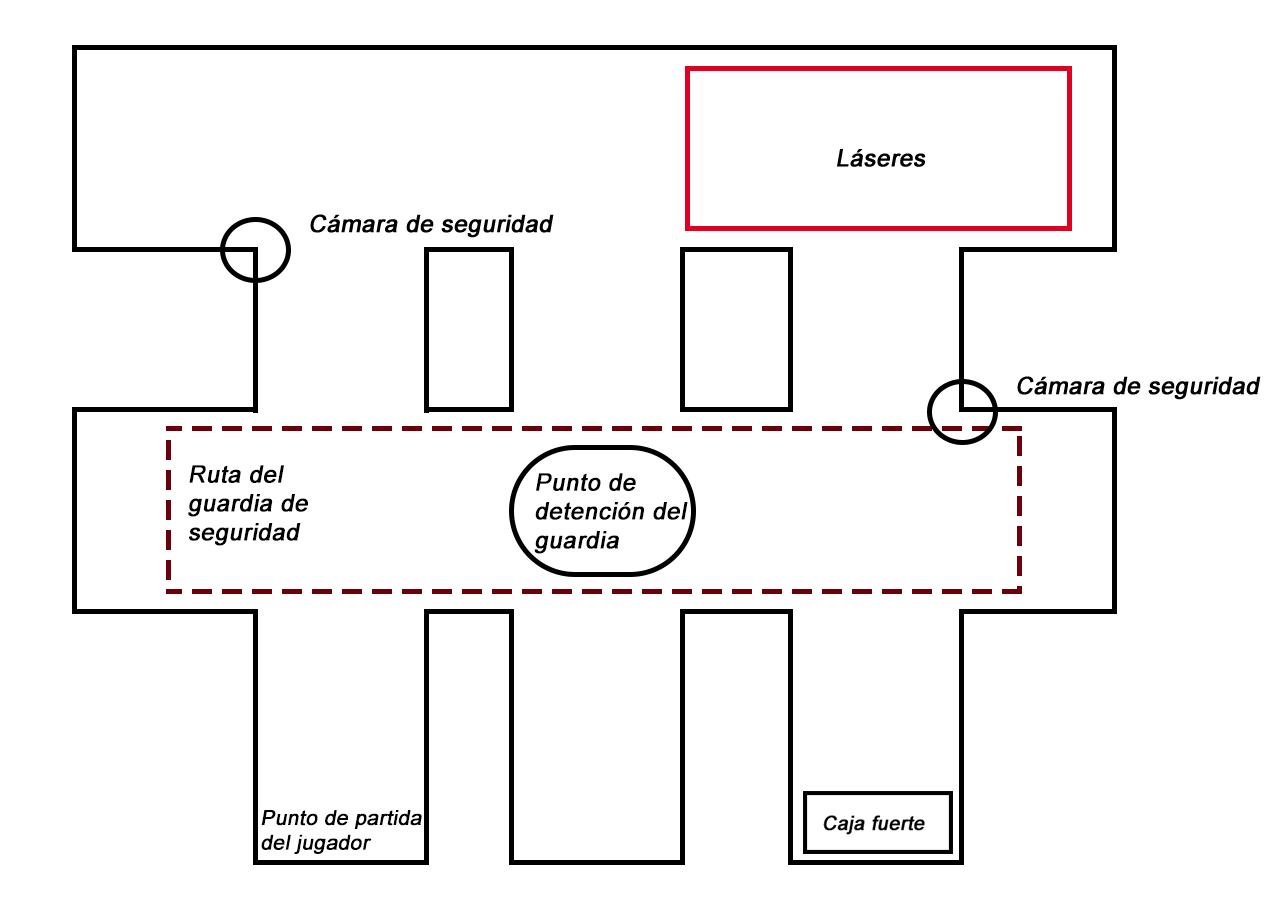 Láseres
Cámara de seguridad
Cámara de seguridad
Ruta del
guardia de
seguridad
Punto de
detención del
guardia
Punto de partida
del jugador
Caja fuerte